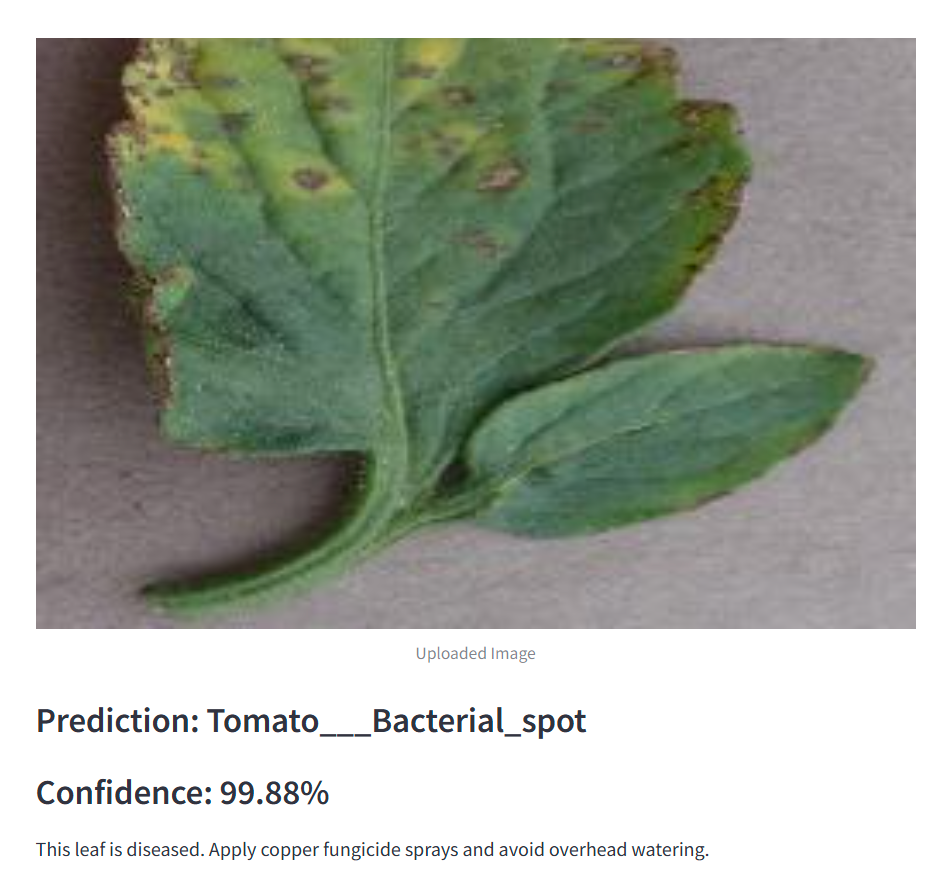 Uploaded Image
Prediction: Tomato___Bacterial_spot
Confidence: 99.88%
This leaf is diseased. Apply copper fungicide sprays and avoid overhead watering.